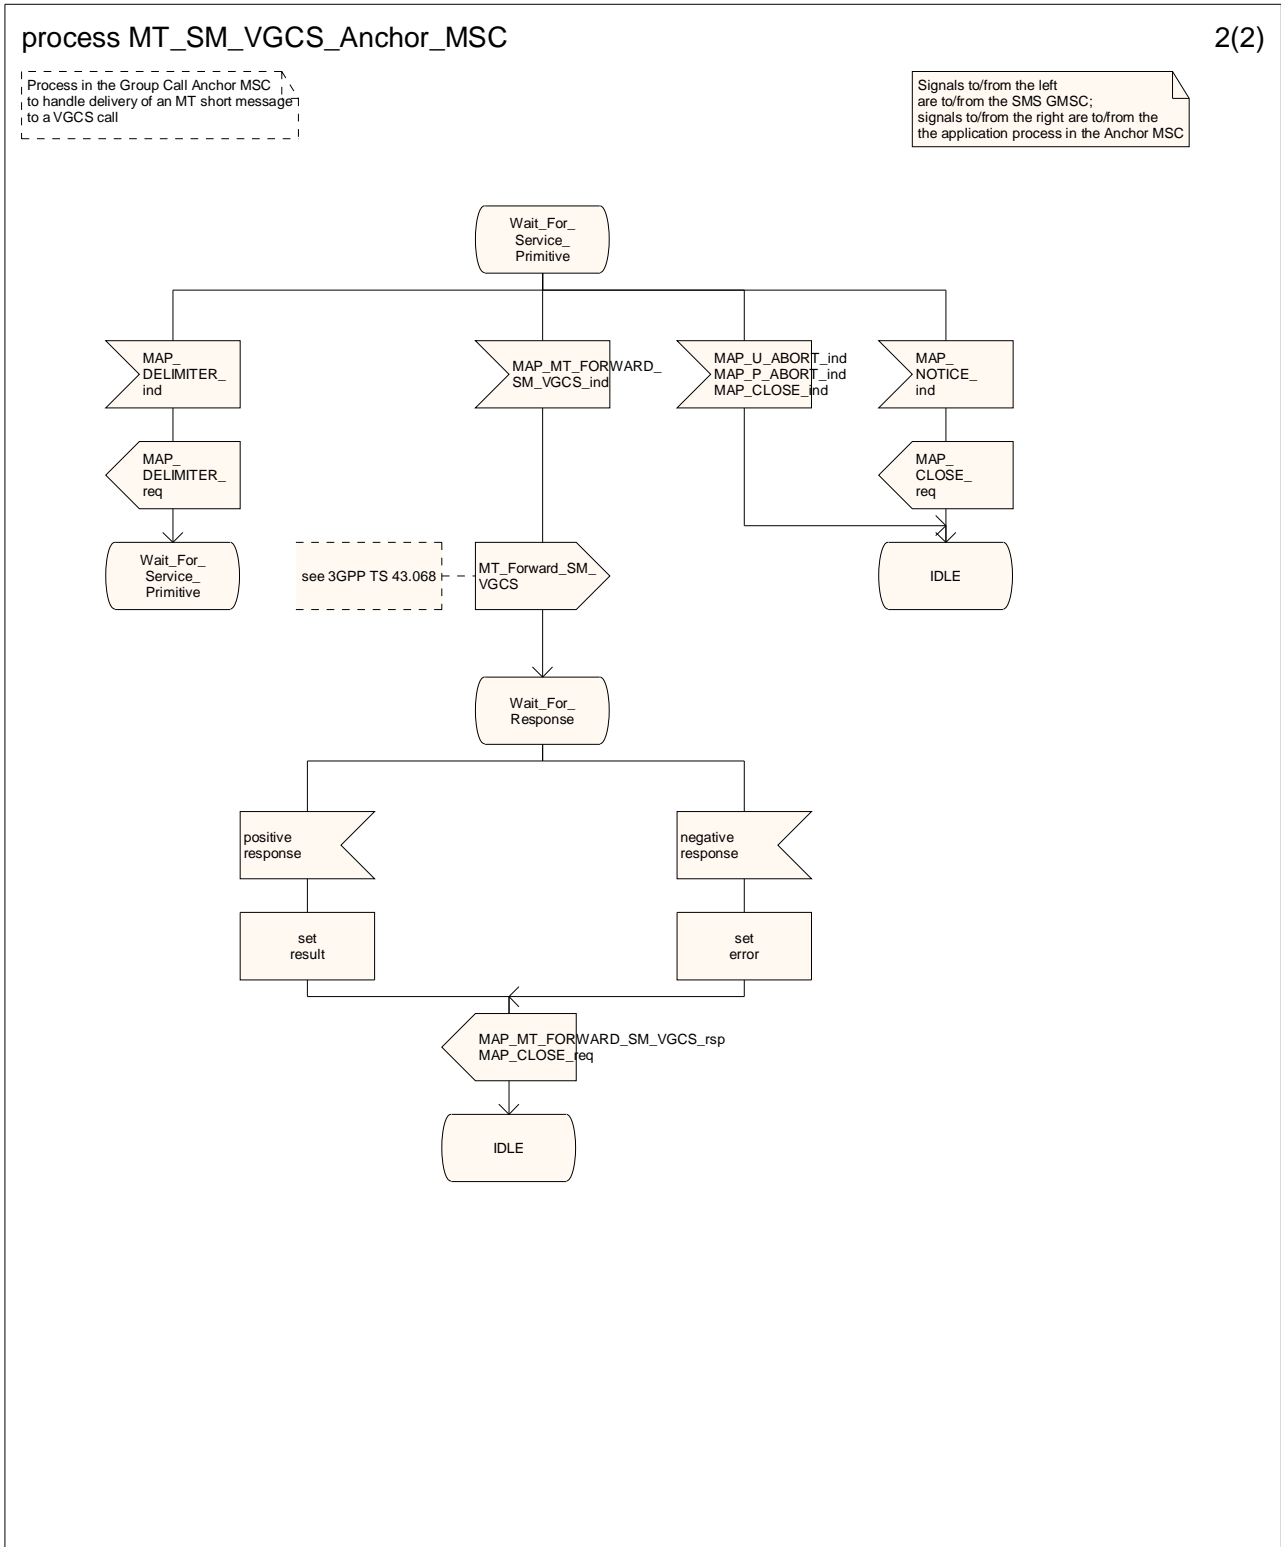 process MT_SM_VGCS_Anchor_MSC
2(2)
Process in the Group Call Anchor MSC
to handle delivery of an MT short message
to a VGCS call
Signals to/from the left
are to/from the SMS GMSC;
signals to/from the right are to/from the
the application process in the Anchor MSC
Wait_For_
Service_
Primitive
MAP_
DELIMITER_
ind
MAP_MT_FORWARD_
SM_VGCS_ind
MAP_U_ABORT_ind
MAP_P_ABORT_ind
MAP_CLOSE_ind
MAP_
NOTICE_
ind
MAP_
DELIMITER_
req
MAP_
CLOSE_
req
Wait_For_
Service_
Primitive
see 3GPP TS 43.068
MT_Forward_SM_
VGCS
IDLE
Wait_For_
Response
positive
response
negative
response
set
result
set
error
MAP_MT_FORWARD_SM_VGCS_rsp
MAP_CLOSE_req
IDLE